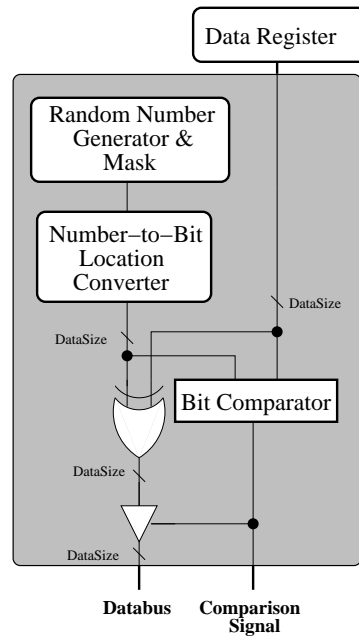 Data Register
Random Number
Generator &
Mask
Number−to−Bit
Location
Converter
DataSize
DataSize
Bit Comparator
DataSize
DataSize
Databus
Comparison
Signal